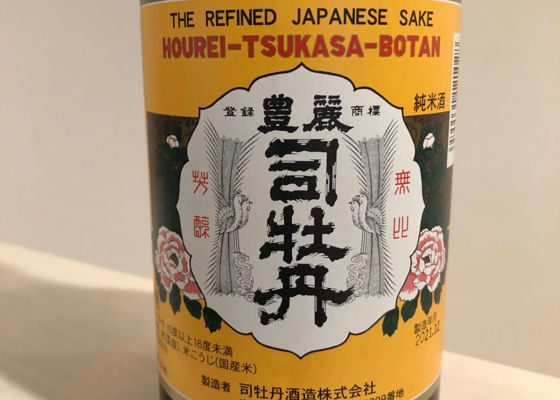 THE REFINED JAPANESE SAKE
HOUREI-TSUKASA-BOTAN
純米酒
登録 豊麗 商標
司牡丹
芳醇
無比
度以上16度未満
米こうじ(国産米)
製造年月
2021.12
製造者 司牡丹酒造株式会社
番地